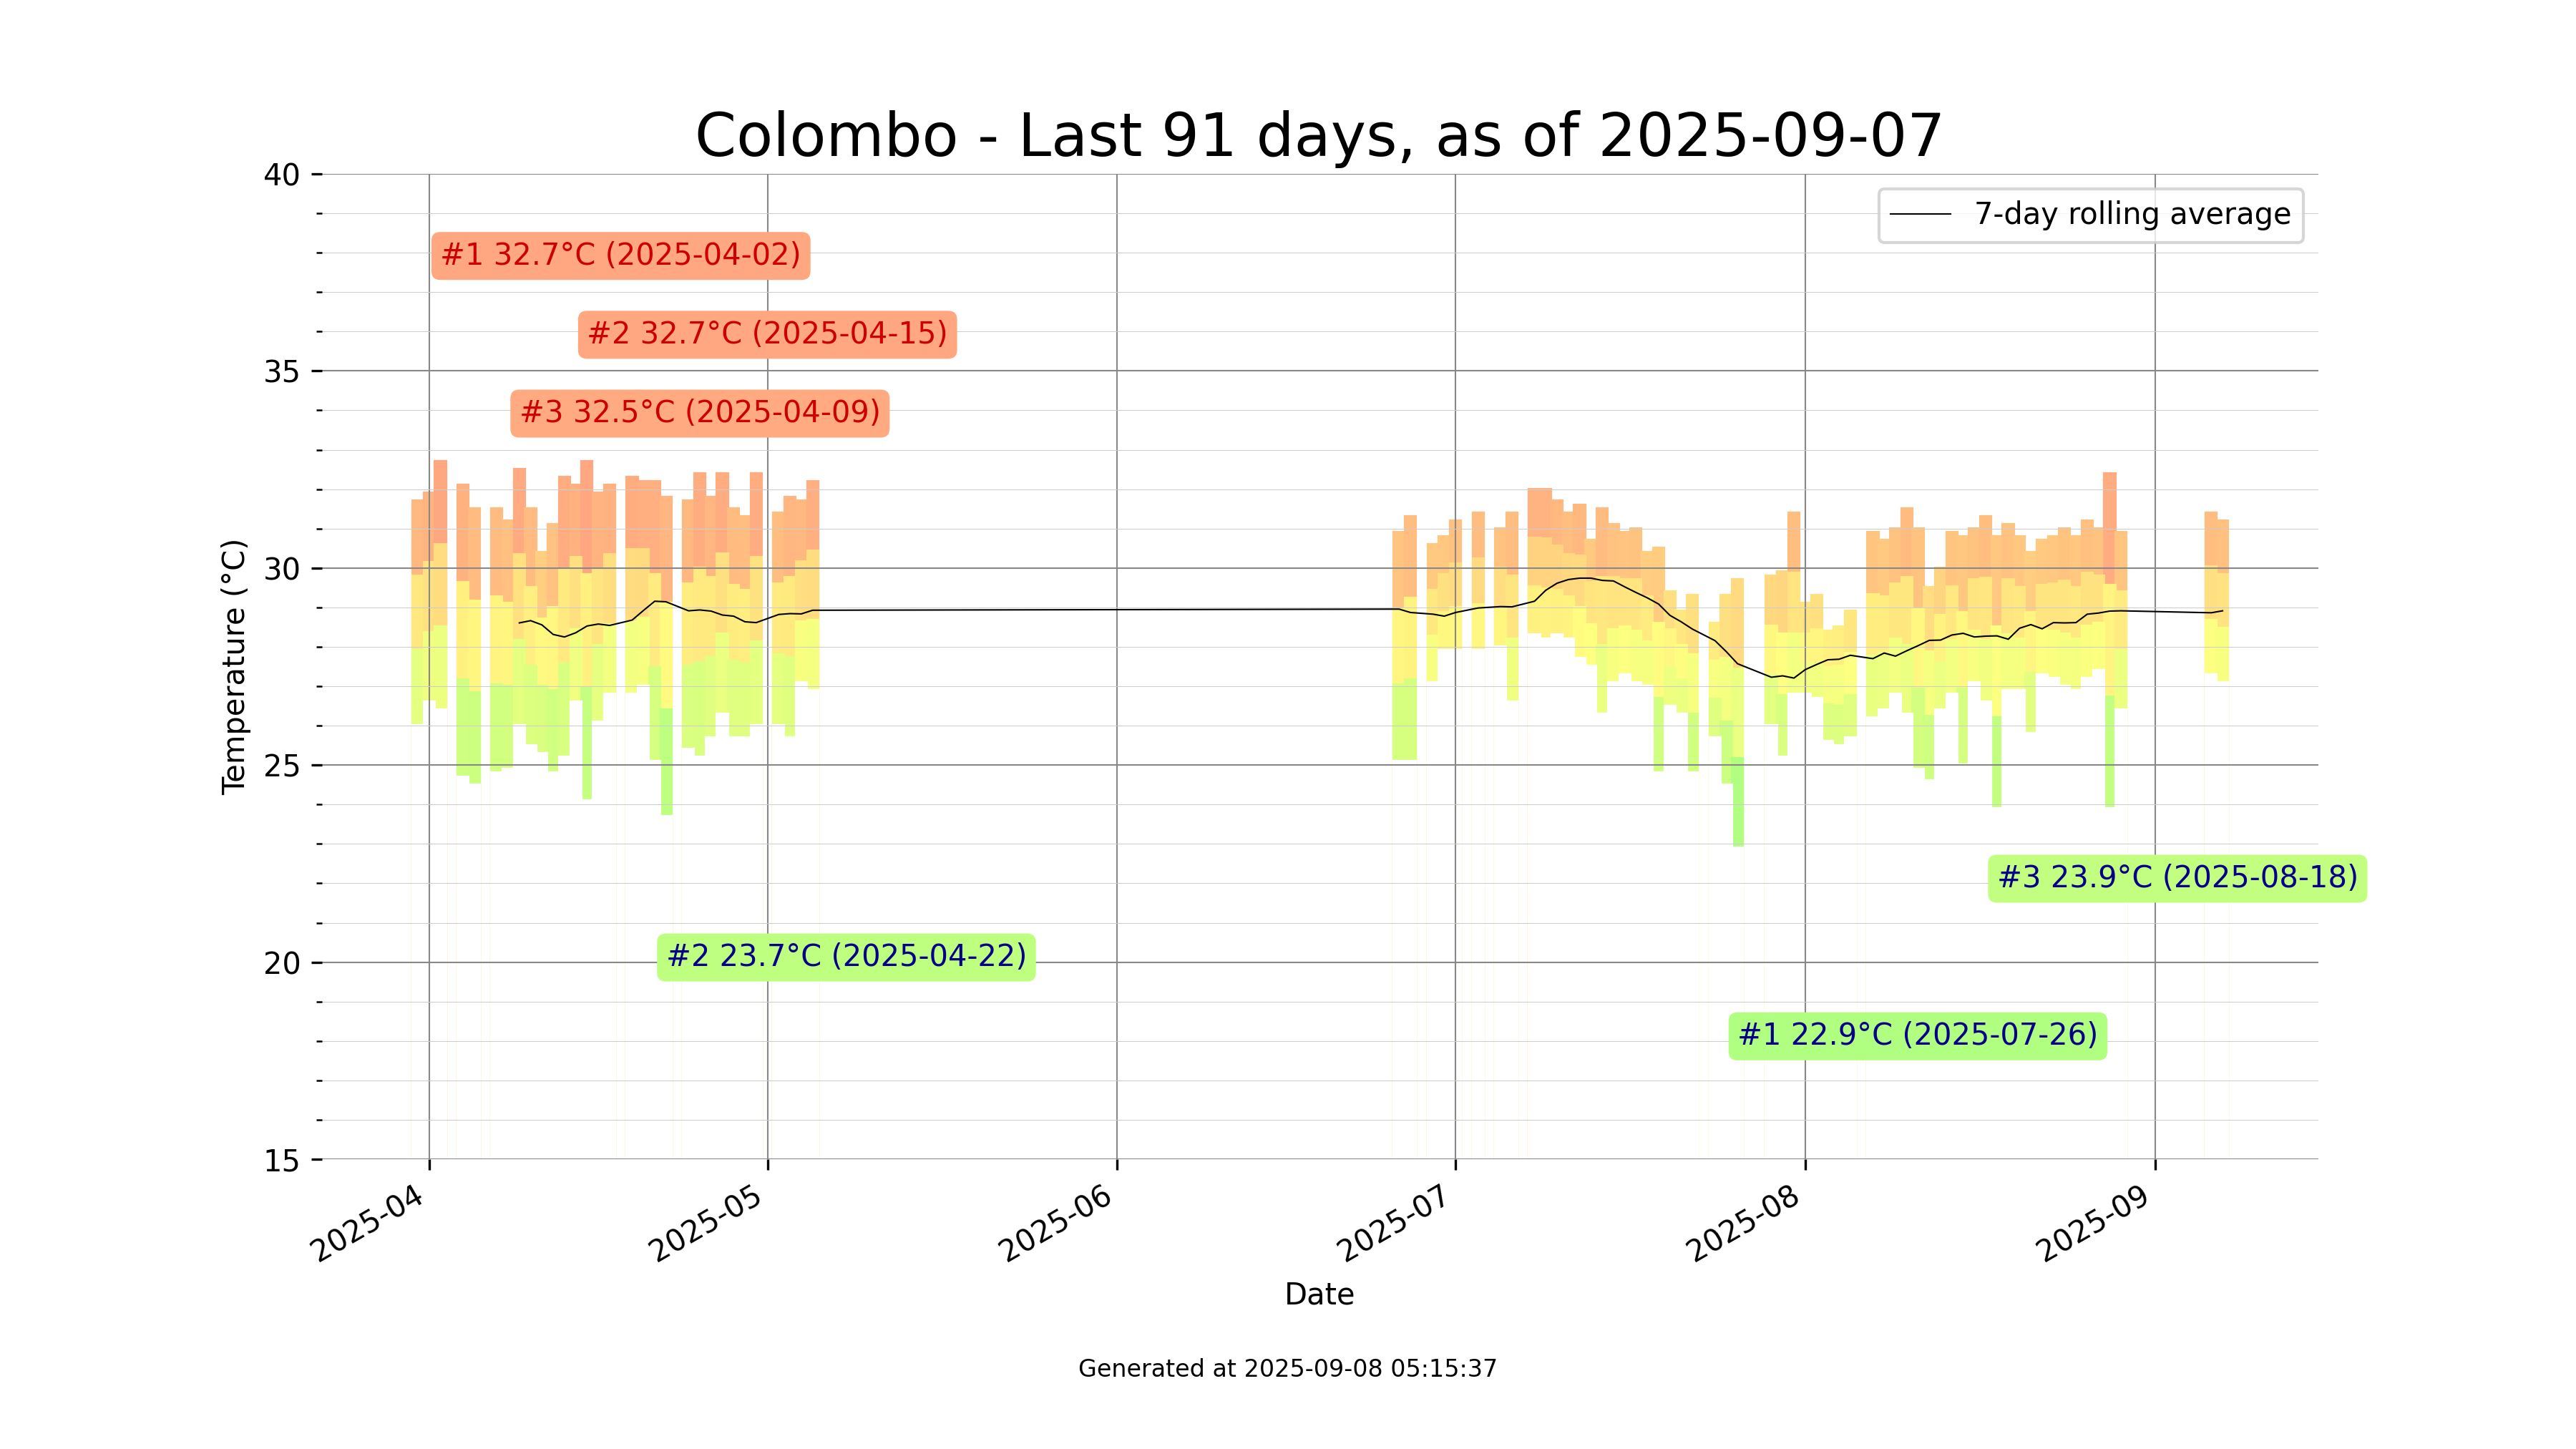 Colombo - Last 91 days, as of 2025-09-07
40
35
30
25
20
15
Temperature (°C)
7-day rolling average
#1 32.7°C (2025-04-02)
#2 32.7°C (2025-04-15)
#3 32.5°C (2025-04-09)
#3 23.9°C (2025-08-18)
#2 23.7°C (2025-04-22)
#1 22.9°C (2025-07-26)
2025-04
2025-05
2025-06
2025-07
2025-08
2025-09
Date
Generated at 2025-09-08 05:15:37